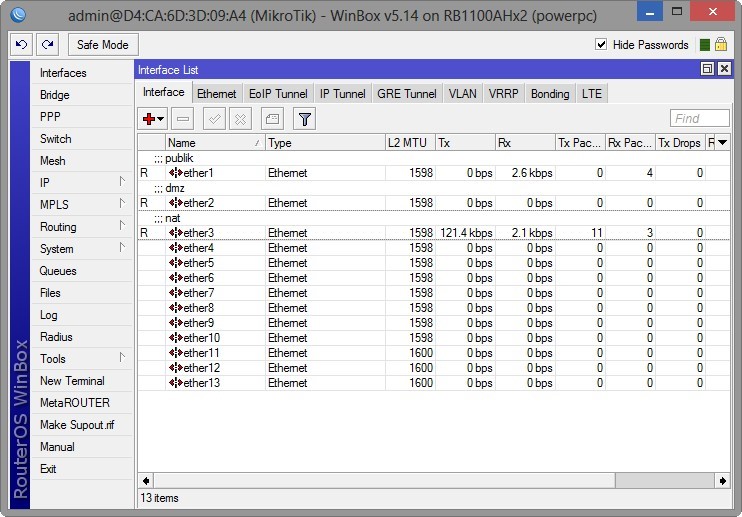 admin@D4:CA:6D:3D:09:A4 (MikroTik) - WinBox v5.14 on RB1100AHx2 (powerpc)
Safe Mode
Hide Passwords
RouterOS WinBox
Interfaces
Bridge
PPP
Switch
Mesh
IP
MPLS
Routing
System
Queues
Files
Log
Radius
Tools
New Terminal
MetaROUTER
Make Supout.rif
Manual
Exit
Interface List
Interface Ethernet EoIP Tunnel IP Tunnel GRE Tunnel VLAN VRRP Bonding LTE
Find
Name / Type L2 MTU Tx Rx Tx Pac... Rx Pac... Tx Drops R
;;; publik
R ether1 Ethernet 1598 0 bps 2.6 kbps 0 4 0
;;; dmz
R ether2 Ethernet 1598 0 bps 0 bps 0 0 0
;;; nat
R ether3 Ethernet 1598 121.4 kbps 2.1 kbps 11 3 0
ether4 Ethernet 1598 0 bps 0 bps 0 0 0
ether5 Ethernet 1598 0 bps 0 bps 0 0 0
ether6 Ethernet 1598 0 bps 0 bps 0 0 0
ether7 Ethernet 1598 0 bps 0 bps 0 0 0
ether8 Ethernet 1598 0 bps 0 bps 0 0 0
ether9 Ethernet 1598 0 bps 0 bps 0 0 0
ether10 Ethernet 1598 0 bps 0 bps 0 0 0
ether11 Ethernet 1600 0 bps 0 bps 0 0 0
ether12 Ethernet 1600 0 bps 0 bps 0 0 0
ether13 Ethernet 1600 0 bps 0 bps 0 0 0
13 items